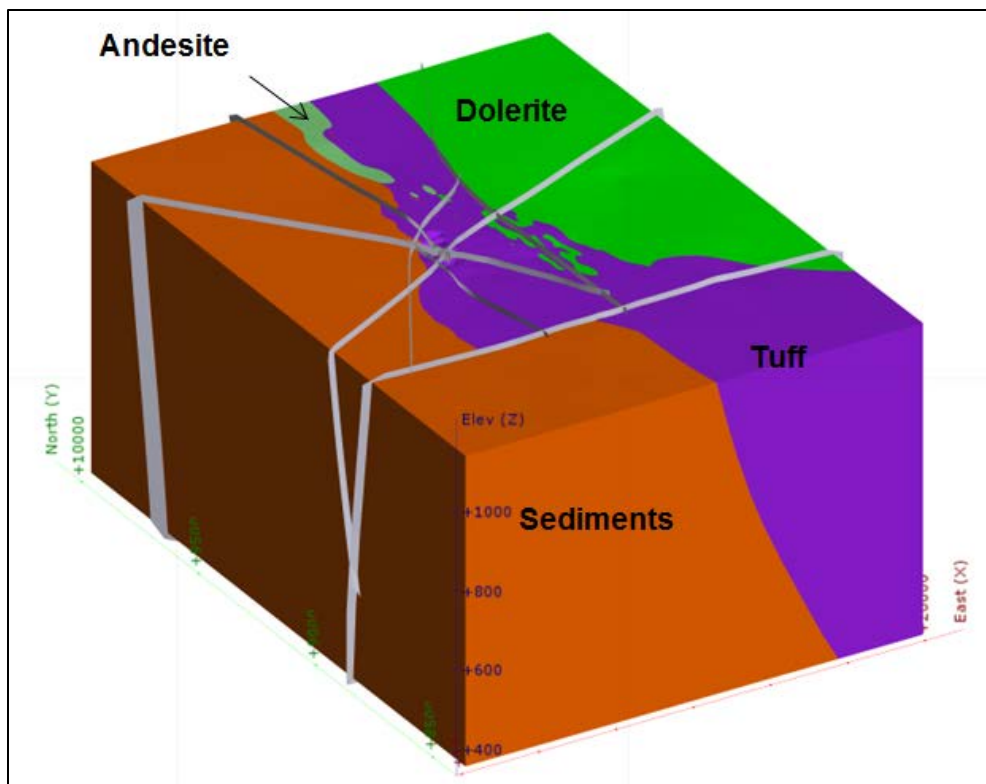 Andesite
Dolerite
Tuff
Sediments
North (Y)
+10000
Elev (Z)
+1000
+800
+600
+400
East (X)